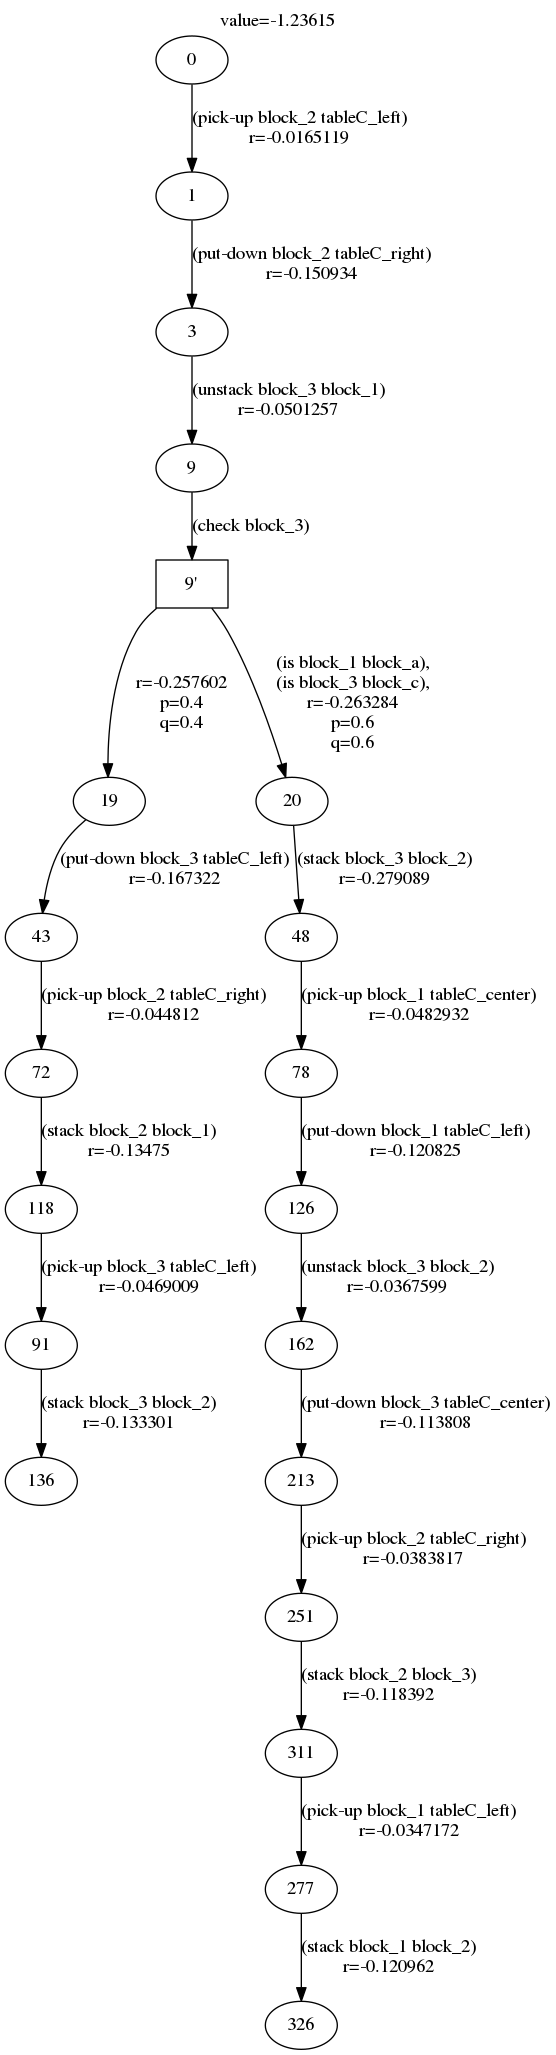 value=-1.23615
0
(pick-up block_2 tableC_left)
r=-0.0165119
1
(put-down block_2 tableC_right)
r=-0.150934
3
(unstack block_3 block_1)
r=-0.0501257
9
(check block_3)
9'
r=-0.257602
p=0.4
q=0.4
(is block_1 block_a),
(is block_3 block_c),
r=-0.263284
p=0.6
q=0.6
19
20
(put-down block_3 tableC_left)
r=-0.167322
(stack block_3 block_2)
r=-0.279089
43
48
(pick-up block_2 tableC_right)
r=-0.044812
(pick-up block_1 tableC_center)
r=-0.0482932
72
78
(stack block_2 block_1)
r=-0.13475
(put-down block_1 tableC_left)
r=-0.120825
118
126
(pick-up block_3 tableC_left)
r=-0.0469009
(unstack block_3 block_2)
r=-0.0367599
91
162
(stack block_3 block_2)
r=-0.133301
(put-down block_3 tableC_center)
r=-0.113808
136
213
(pick-up block_2 tableC_right)
r=-0.0383817
251
(stack block_2 block_3)
r=-0.118392
311
(pick-up block_1 tableC_left)
r=-0.0347172
277
(stack block_1 block_2)
r=-0.120962
326